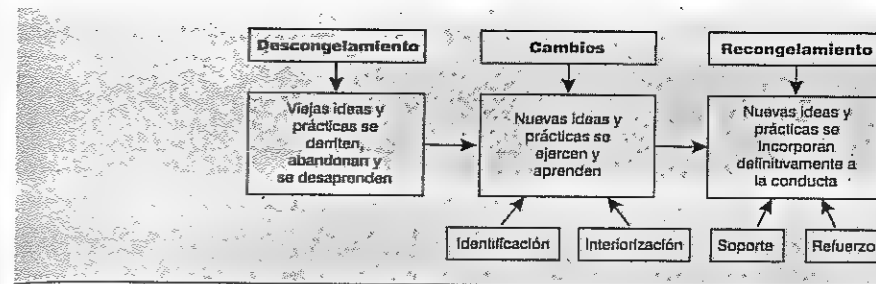 Descongelamiento
Cambios
Recongelamiento
Viejas ideas y
prácticas se
derriten,
abandonan y
se desaprenden
Nuevas ideas y
prácticas se
ejercen y
aprenden
Nuevas ideas y
prácticas se
incorporan
definitivamente a
la conducta
Identificación
Interiorización
Soporte
Refuerzo